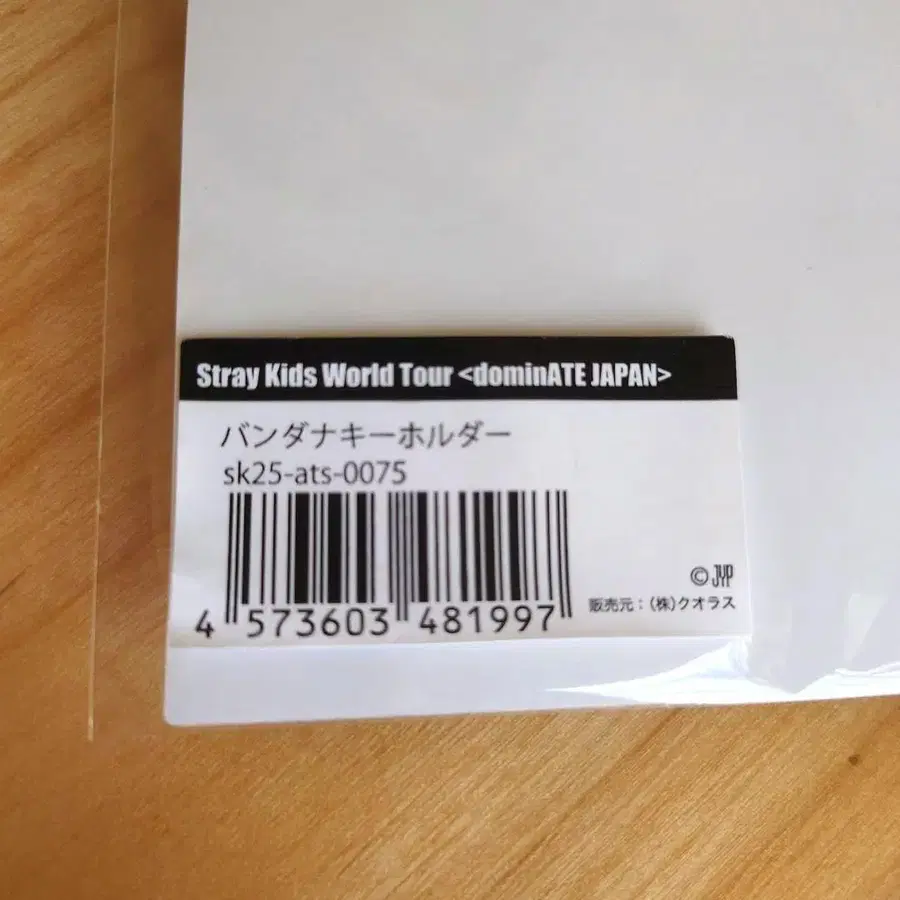 Stray Kids World Tour <dominATE JAPAN>
バンダナキーホルダー
sk25-ats-0075
© JYP
販売元：（株）クオラス
4 573603 481997